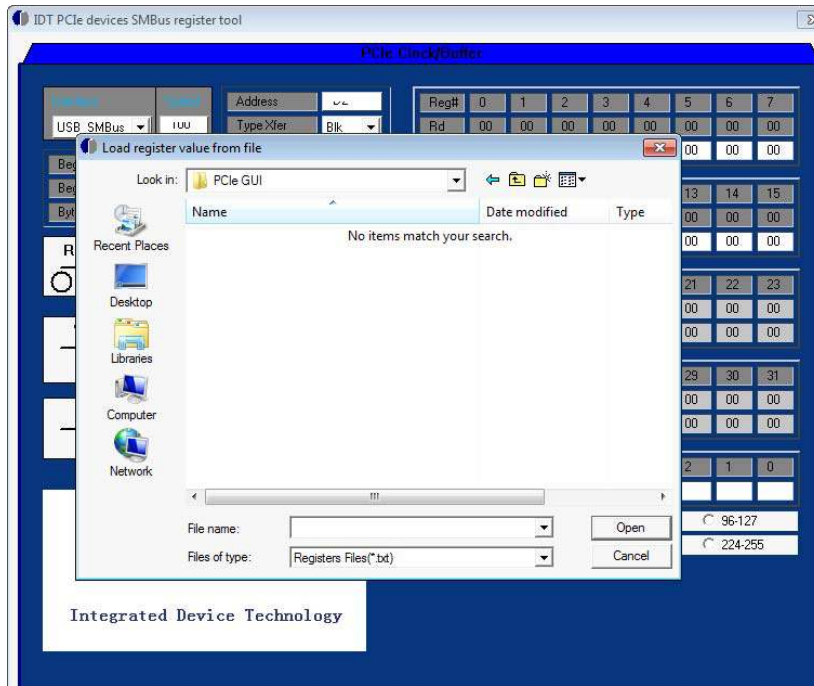 IDT PCIe devices SMBus register tool
PCIe Clock/Buffer
Address
Reg# 0 1 2 3 4 5 6 7
USB SMBus 100 Type Xfer Blk Rd 00 00 00 00 00 00 00 00
00 00 00
Load register value from file
Look in: PCIe GUI
13 14 15
Name Date modified Type
00 00 00
No items match your search.
00 00 00
Recent Places
Desktop
21 22 23
00 00 00
00 00 00
Libraries
29 30 31
00 00 00
Computer
00 00 00
Network
2 1 0
File name: Open
96-127
Files of type: Registers Files(*.txt) Cancel
224-255
Integrated Device Technology